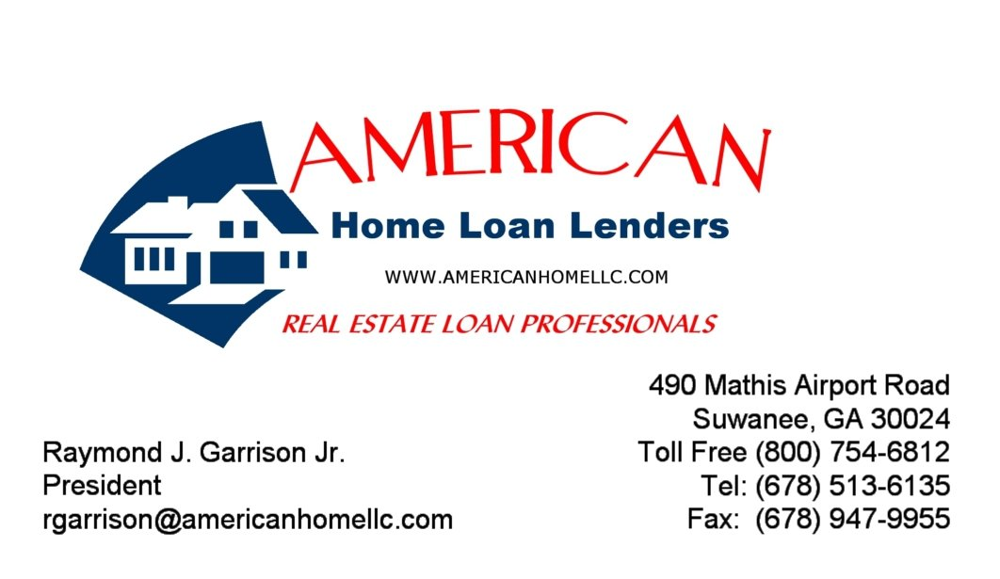 AMERICAN
Home Loan Lenders
WWW.AMERICANHOMELLC.COM
REAL ESTATE LOAN PROFESSIONALS
490 Mathis Airport Road
Suwanee, GA 30024
Toll Free (800) 754-6812
Tel: (678) 513-6135
Fax:  (678) 947-9955
Raymond J. Garrison Jr.
President
rgarrison@americanhomellc.com